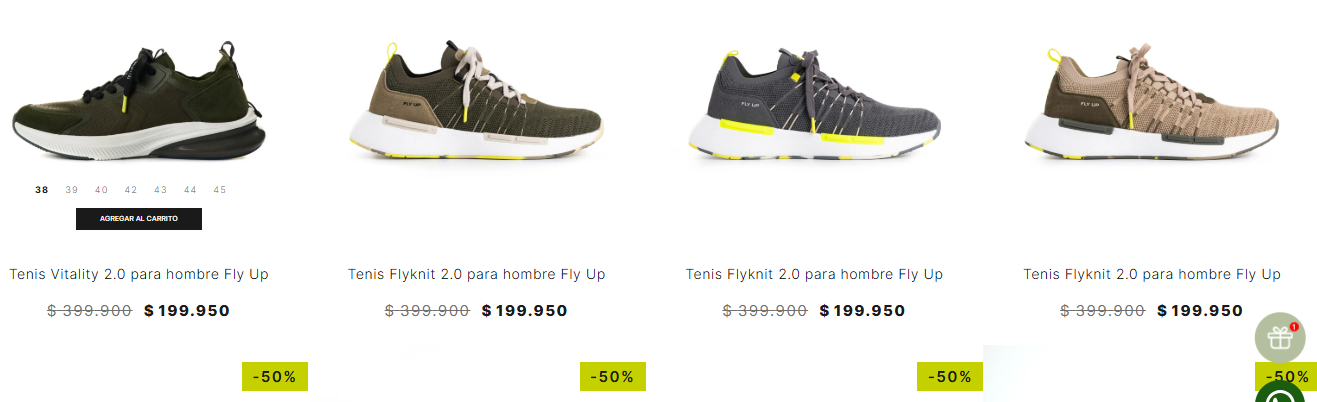 FLY UP
FLY UP
FLY UP
38 39 40 42 43 44 45
AGREGAR AL CARRITO
Tenis Vitality 2.0 para hombre Fly Up
Tenis Flyknit 2.0 para hombre Fly Up
Tenis Flyknit 2.0 para hombre Fly Up
Tenis Flyknit 2.0 para hombre Fly Up
$ 399.900 $ 199.950
$ 399.900 $ 199.950
$ 399.900 $ 199.950
$ 399.900 $ 199.950
1
-50%
-50%
-50%
-50%